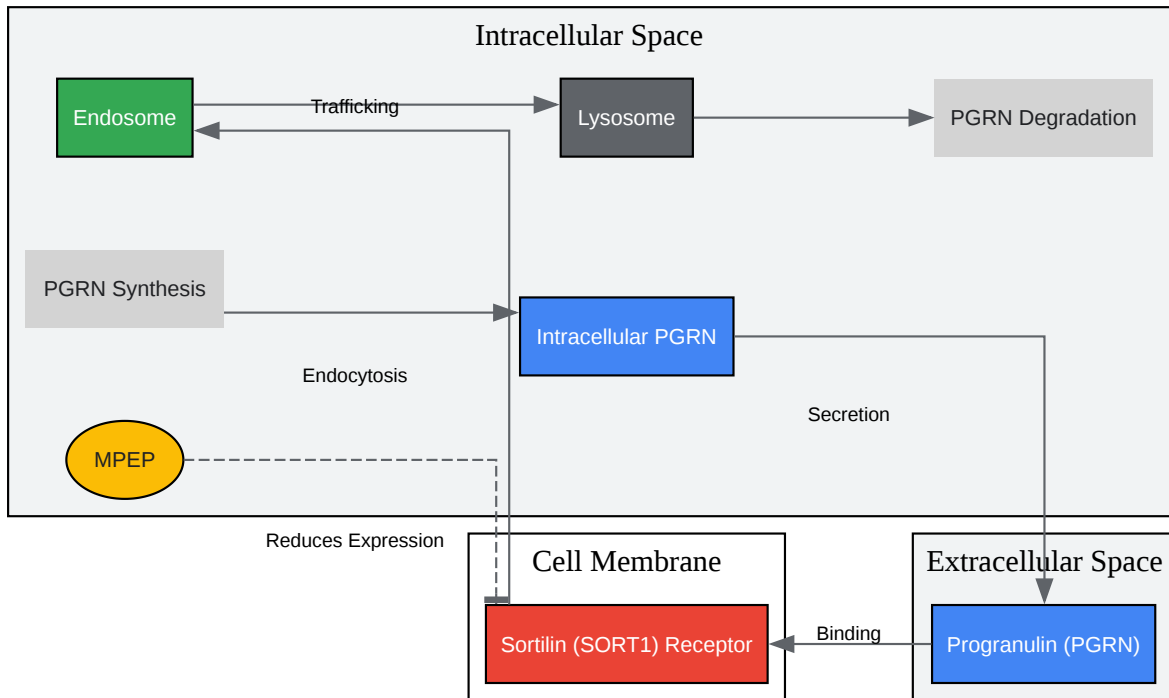 Intracellular Space
Endosome
Trafficking
Lysosome
PGRN Degradation
PGRN Synthesis
Intracellular PGRN
Endocytosis
Secretion
MPEP
Reduces Expression
Cell Membrane
Extracellular Space
Sortilin (SORT1) Receptor
Binding
Progranulin (PGRN)